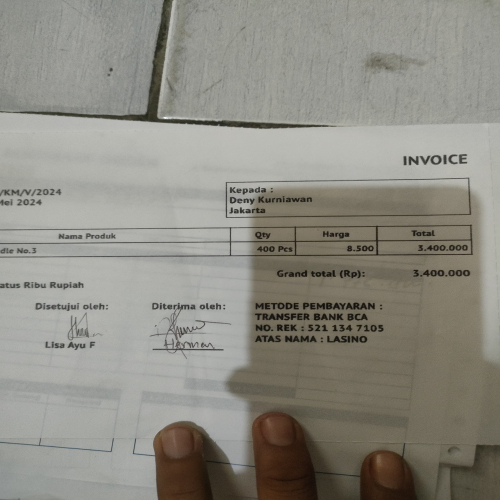 INVOICE
/KM/V/2024
Mei 2024
Kepada :
Deny Kurniawan
Jakarta
Nama Produk Qty Harga Total
dle No.3 400 Pcs 8.500 3.400.000
Grand total (Rp): 3.400.000
atus Ribu Rupiah
Disetujui oleh: Diterima oleh:
Lisa Ayu F Herman
METODE PEMBAYARAN :
TRANSFER BANK BCA
NO. REK : 521 134 7105
ATAS NAMA : LASINO